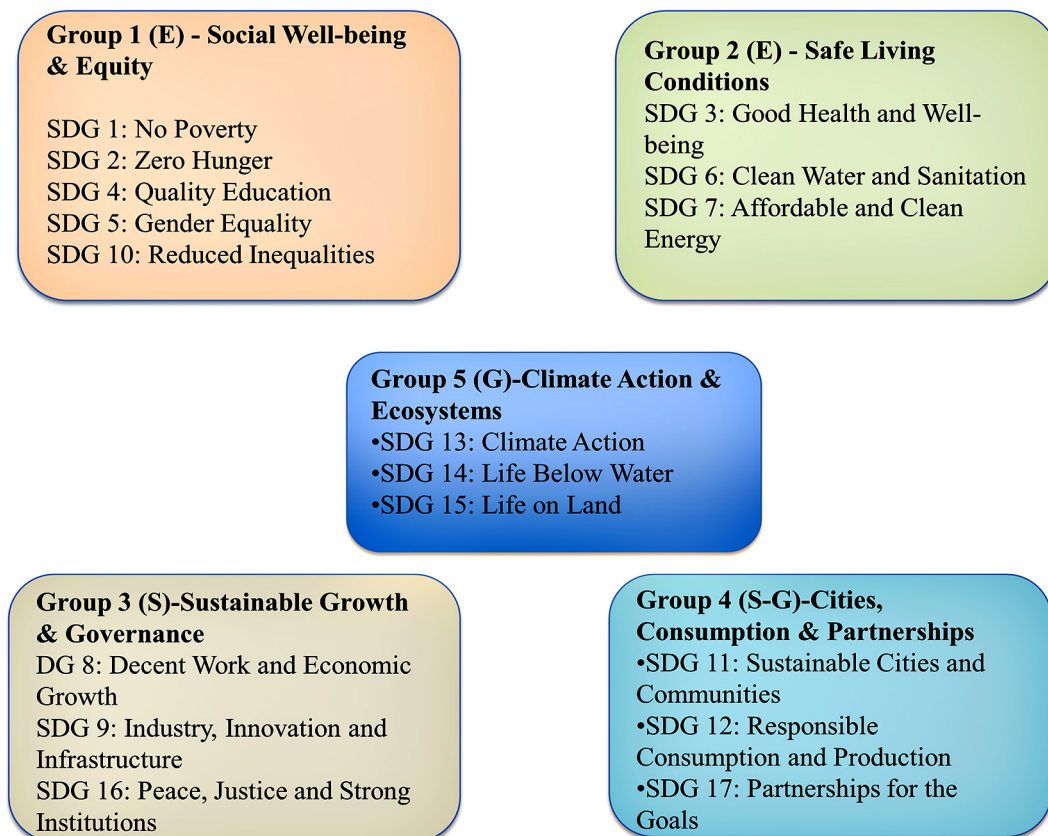 Group 1 (E) - Social Well-being
& Equity
SDG 1: No Poverty
SDG 2: Zero Hunger
SDG 4: Quality Education
SDG 5: Gender Equality
SDG 10: Reduced Inequalities
Group 2 (E) - Safe Living
Conditions
SDG 3: Good Health and Well-
being
SDG 6: Clean Water and Sanitation
SDG 7: Affordable and Clean
Energy
Group 5 (G)-Climate Action &
Ecosystems
•SDG 13: Climate Action
•SDG 14: Life Below Water
•SDG 15: Life on Land
Group 3 (S)-Sustainable Growth
& Governance
DG 8: Decent Work and Economic
Growth
SDG 9: Industry, Innovation and
Infrastructure
SDG 16: Peace, Justice and Strong
Institutions
Group 4 (S-G)-Cities,
Consumption & Partnerships
•SDG 11: Sustainable Cities and
Communities
•SDG 12: Responsible
Consumption and Production
•SDG 17: Partnerships for the
Goals